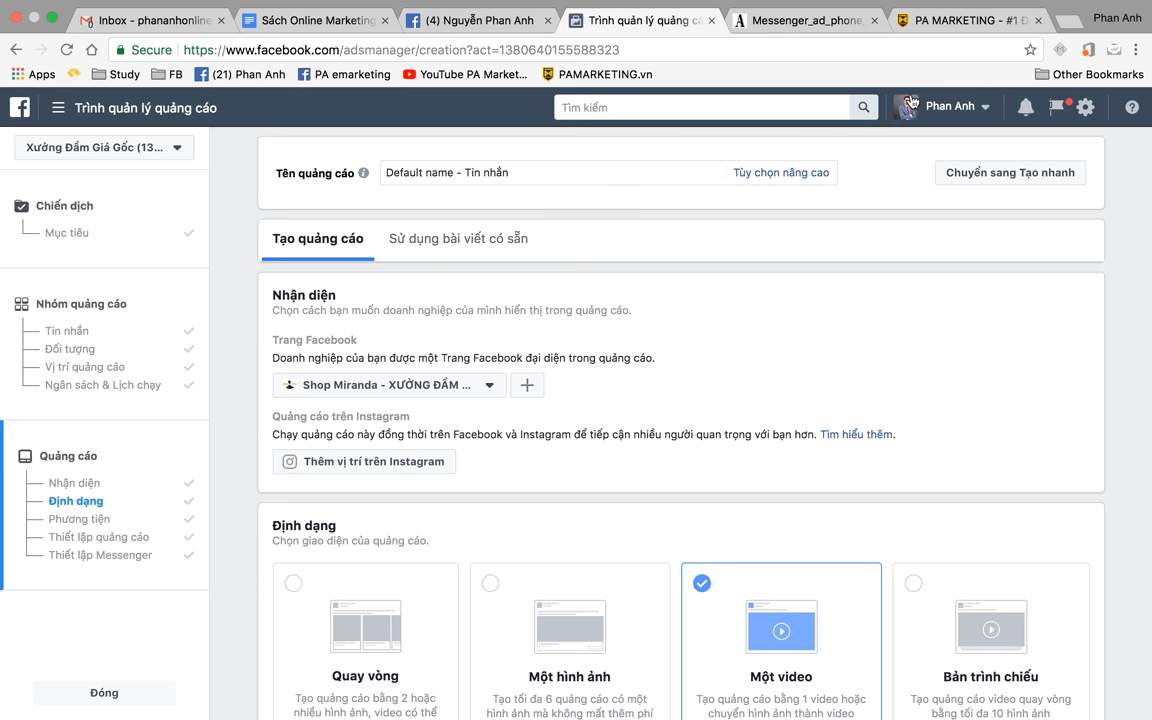 Inbox - phananhonline
Sách Online Marketing
(4) Nguyễn Phan Anh
Trình quản lý quảng cá
Messenger_ad_phone
PA MARKETING - #1 Đ
Phan Anh
Secure
https://www.facebook.com/adsmanager/creation?act=1380640155588323
Apps
Study
FB
(21) Phan Anh
PA emarketing
YouTube PA Market...
PAMARKETING.vn
Other Bookmarks
Trình quản lý quảng cáo
Tìm kiếm
Phan Anh
Xưởng Đầm Giá Gốc (13...
Tên quảng cáo
Default name - Tin nhắn
Tùy chọn nâng cao
Chuyển sang Tạo nhanh
Chiến dịch
Mục tiêu
Nhóm quảng cáo
Tin nhắn
Đối tượng
Vị trí quảng cáo
Ngân sách & Lịch chạy
Quảng cáo
Nhận diện
Định dạng
Phương tiện
Thiết lập quảng cáo
Thiết lập Messenger
Đóng
Tạo quảng cáo
Sử dụng bài viết có sẵn
Nhận diện
Chọn cách bạn muốn doanh nghiệp của mình hiển thị trong quảng cáo.
Trang Facebook
Doanh nghiệp của bạn được một Trang Facebook đại diện trong quảng cáo.
Shop Miranda - XƯỞNG ĐẦM ...
Quảng cáo trên Instagram
Chạy quảng cáo này đồng thời trên Facebook và Instagram để tiếp cận nhiều người quan trọng với bạn hơn. Tìm hiểu thêm.
Thêm vị trí trên Instagram
Định dạng
Chọn giao diện của quảng cáo.
Quay vòng
Tạo quảng cáo bằng 2 hoặc
nhiều hình ảnh, video có thể
Một hình ảnh
Tạo tối đa 6 quảng cáo có một
hình ảnh mà không mất thêm phí
Một video
Tạo quảng cáo bằng 1 video hoặc
chuyển hình ảnh thành video
Bản trình chiếu
Tạo quảng cáo video quay vòng
bằng tối đa 10 hình ảnh